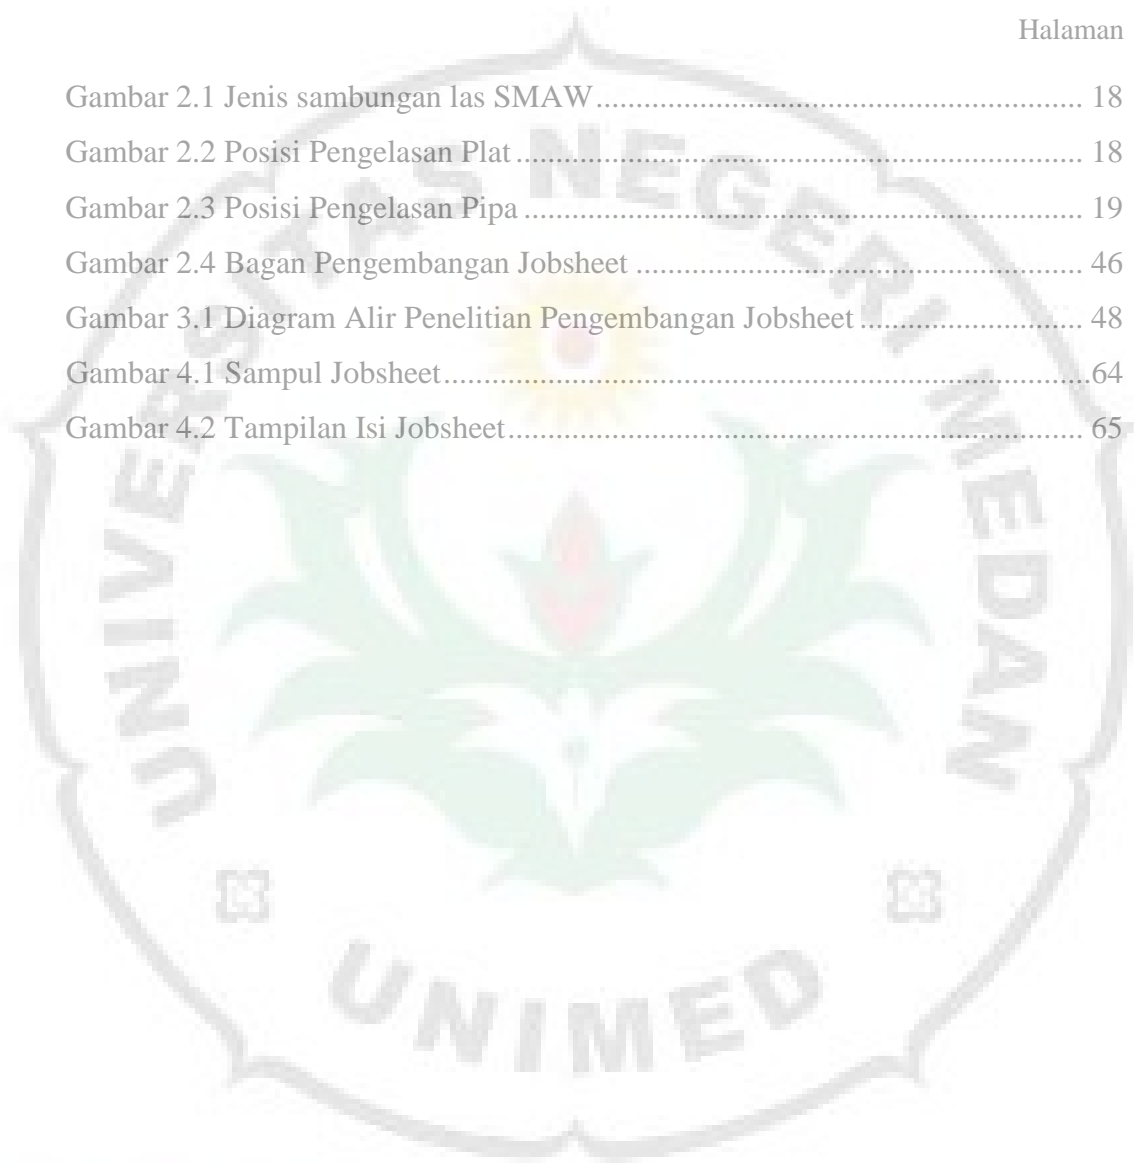 Halaman
Gambar 2.1 Jenis sambungan las SMAW............................................................. 18
Gambar 2.2 Posisi Pengelasan Plat....................................................................... 18
Gambar 2.3 Posisi Pengelasan Pipa...................................................................... 19
Gambar 2.4 Bagan Pengembangan Jobsheet........................................................ 46
Gambar 3.1 Diagram Alir Penelitian Pengembangan Jobsheet............................ 48
Gambar 4.1 Sampul Jobsheet.................................................................................64
Gambar 4.2 Tampilan Isi Jobsheet........................................................................ 65
UNIVERSITAS NEGERI MEDAN
UNIMED